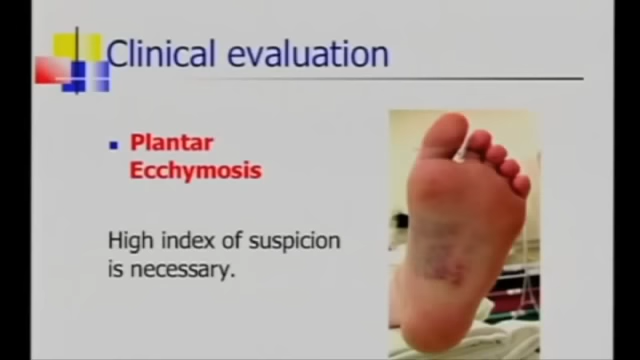 Clinical evaluation
Plantar
Ecchymosis
High index of suspicion
is necessary.